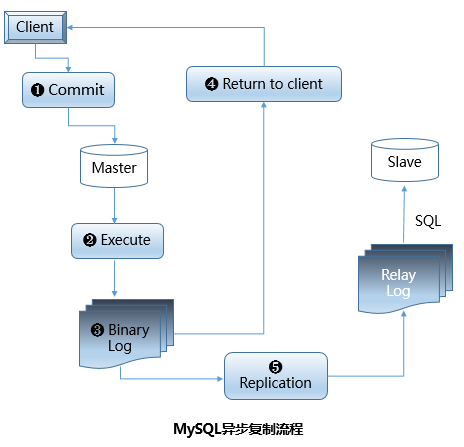 Client
❶ Commit
❹ Return to client
Master
Slave
❷ Execute
SQL
Relay
Log
❸ Binary
Log
❺
Replication
MySQL异步复制流程